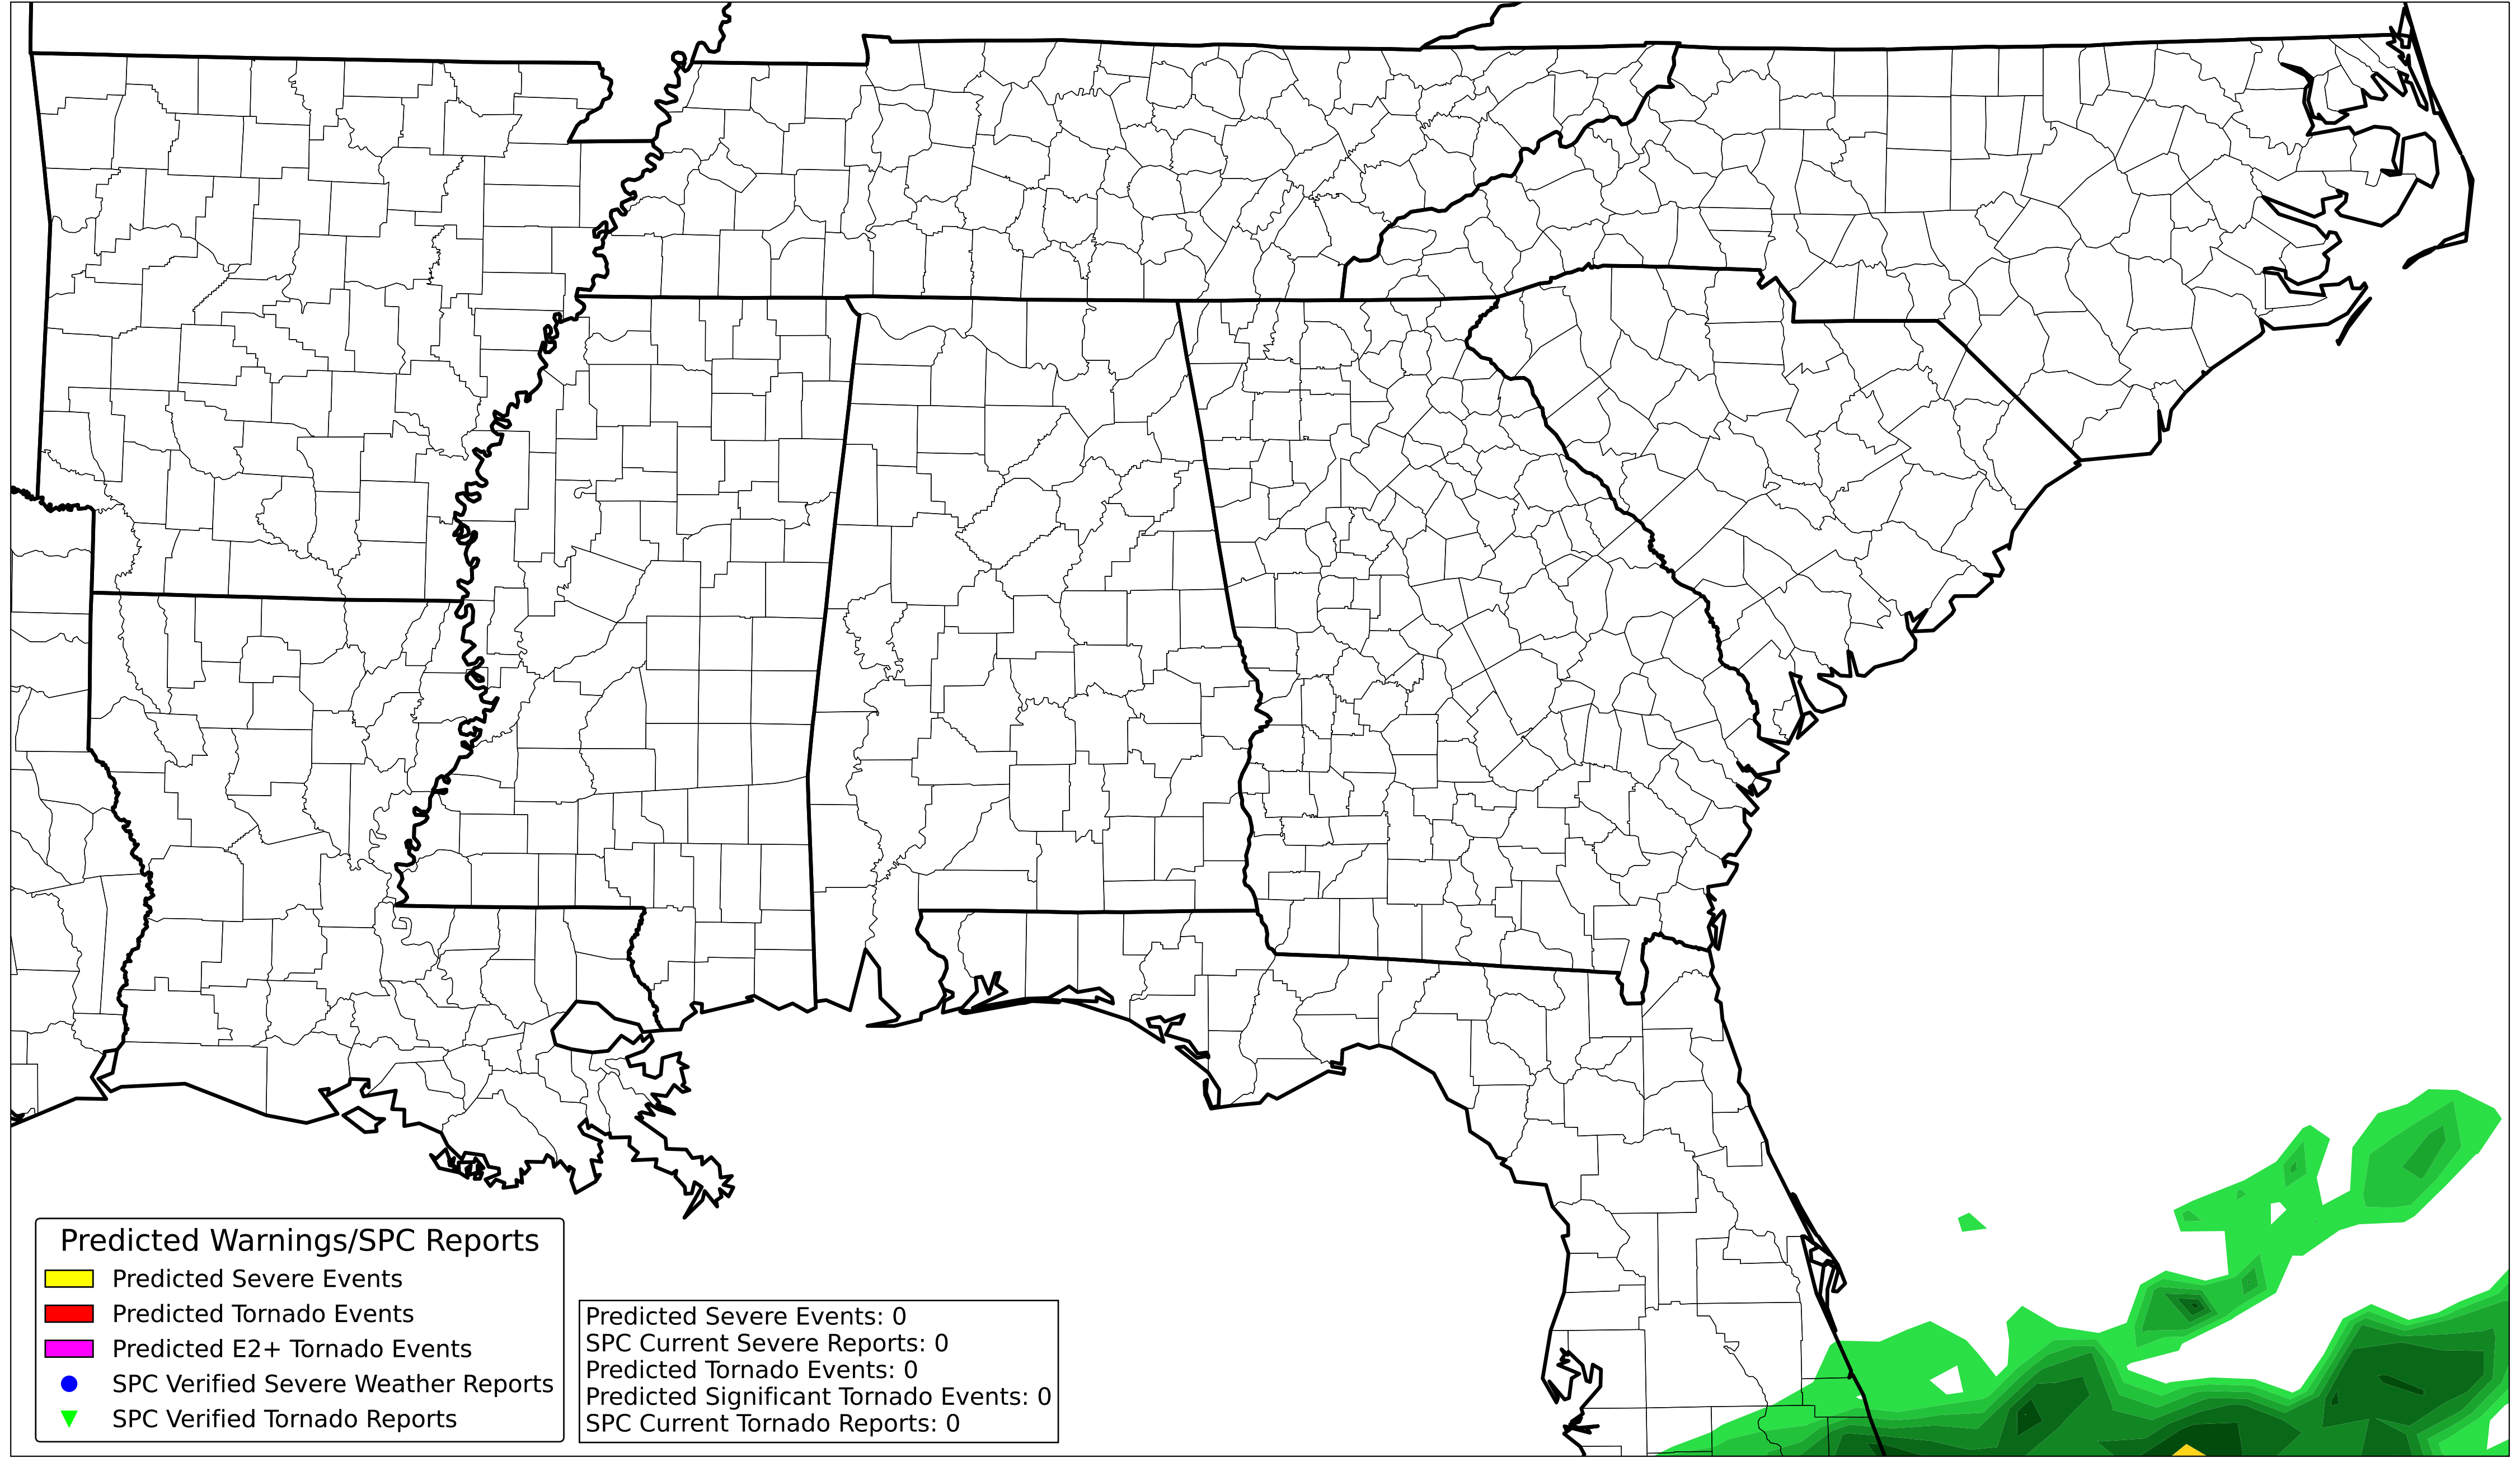 Predicted Warnings/SPC Reports
Predicted Severe Events
Predicted Tornado Events
Predicted E2+ Tornado Events
SPC Verified Severe Weather Reports
SPC Verified Tornado Reports
Predicted Severe Events: 0
SPC Current Severe Reports: 0
Predicted Tornado Events: 0
Predicted Significant Tornado Events: 0
SPC Current Tornado Reports: 0